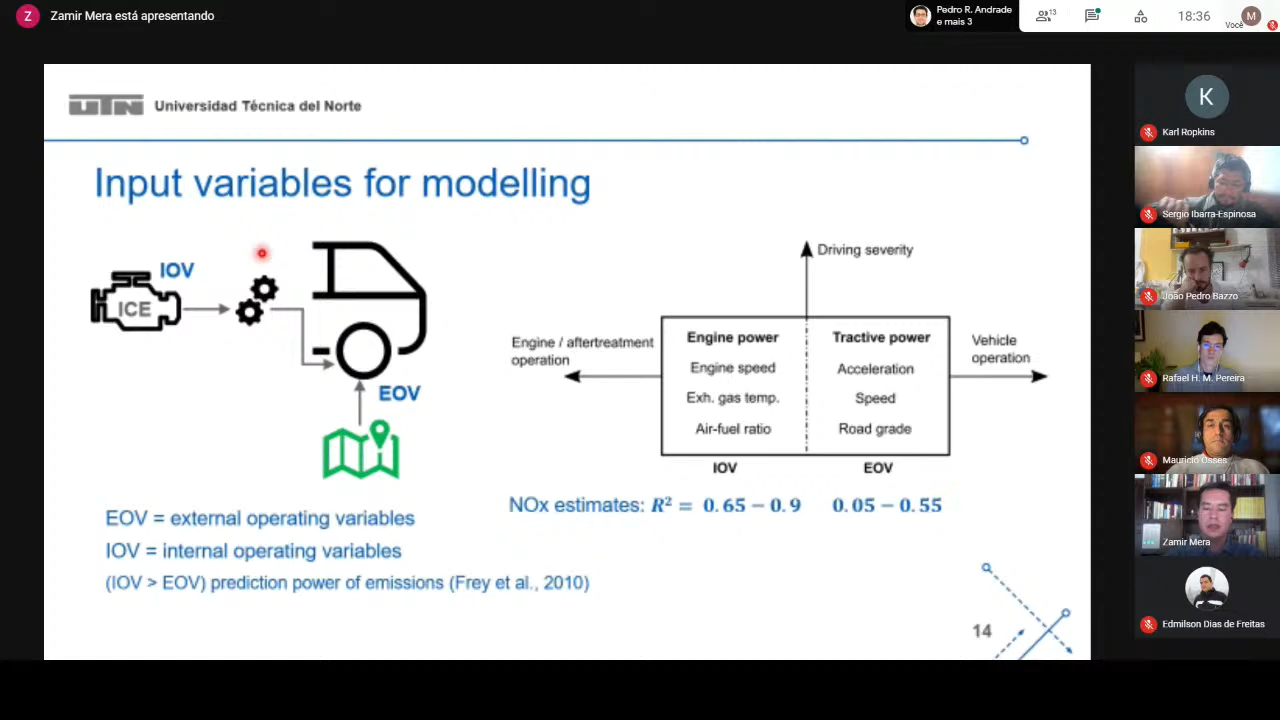 Z
Zamir Mera está apresentando
Pedro R. Andrade
e mais 3
13
18:36
M
Você
UTN Universidad Técnica del Norte
Input variables for modelling
IOV
ICE
EOV
Driving severity
Engine / aftertreatment
operation
Engine power
Engine speed
Exh. gas temp.
Air-fuel ratio
IOV
Tractive power
Acceleration
Speed
Road grade
EOV
Vehicle
operation
NOx estimates: R² = 0.65 − 0.9 0.05 − 0.55
EOV = external operating variables
IOV = internal operating variables
(IOV > EOV) prediction power of emissions (Frey et al., 2010)
14
K
Karl Ropkins
Sergio Ibarra-Espinosa
João Pedro Bazzo
Rafael H. M. Pereira
Mauricio Osses
Zamir Mera
Edmilson Dias de Freitas